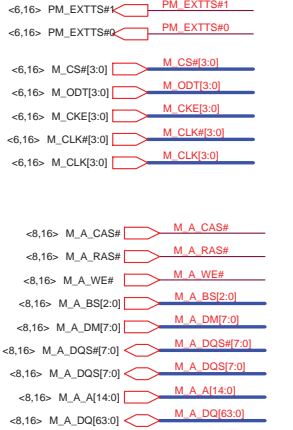 <6,16> PM_EXTTS#1 PM_EXTTS#1
<6,16> PM_EXTTS#0 PM_EXTTS#0
<6,16> M_CS#[3:0] M_CS#[3:0]
<6,16> M_ODT[3:0] M_ODT[3:0]
<6,16> M_CKE[3:0] M_CKE[3:0]
<6,16> M_CLK#[3:0] M_CLK#[3:0]
<6,16> M_CLK[3:0] M_CLK[3:0]
<8,16> M_A_CAS# M_A_CAS#
<8,16> M_A_RAS# M_A_RAS#
<8,16> M_A_WE# M_A_WE#
<8,16> M_A_BS[2:0] M_A_BS[2:0]
<8,16> M_A_DM[7:0] M_A_DM[7:0]
<8,16> M_A_DQS#[7:0] M_A_DQS#[7:0]
<8,16> M_A_DQS[7:0] M_A_DQS[7:0]
<8,16> M_A_A[14:0] M_A_A[14:0]
<8,16> M_A_DQ[63:0] M_A_DQ[63:0]